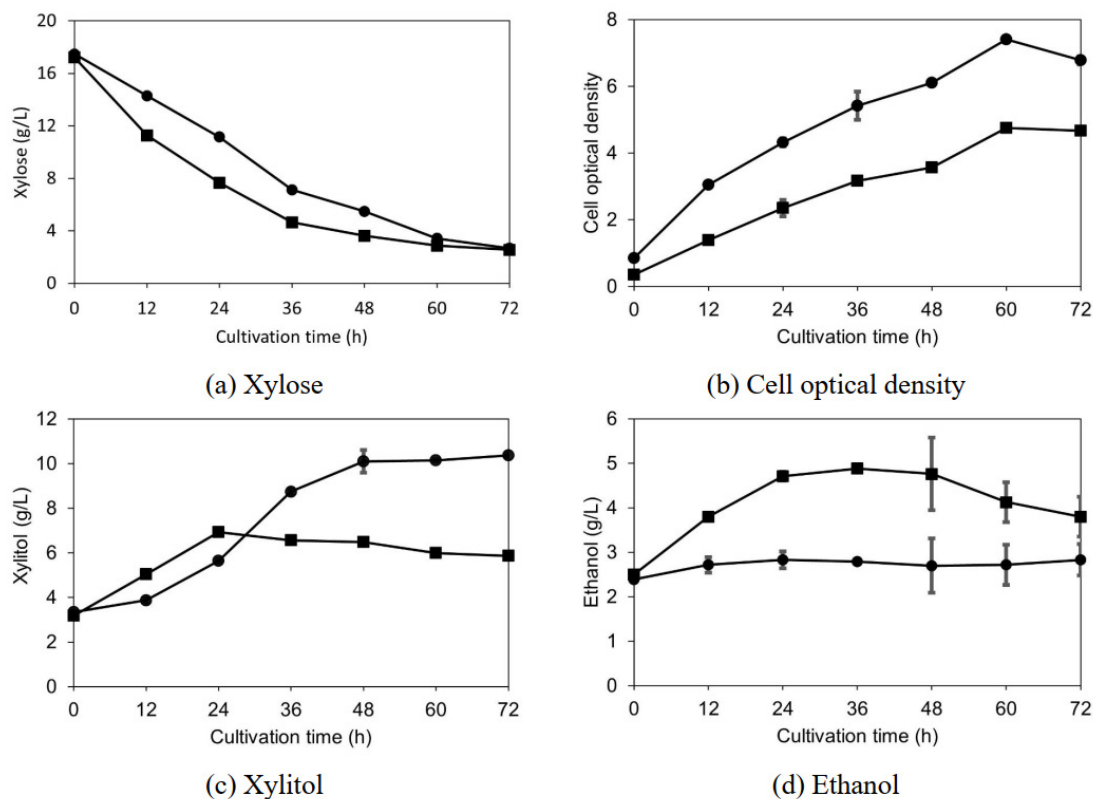 20
16
12
8
4
0
Xylose (g/L)
0 12 24 36 48 60 72
Cultivation time (h)
(a) Xylose
8
6
4
2
0
Cell optical density
0 12 24 36 48 60 72
Cultivation time (h)
(b) Cell optical density
12
10
8
6
4
2
0
Xylitol (g/L)
0 12 24 36 48 60 72
Cultivation time (h)
(c) Xylitol
6
5
4
3
2
1
0
Ethanol (g/L)
0 12 24 36 48 60 72
Cultivation time (h)
(d) Ethanol